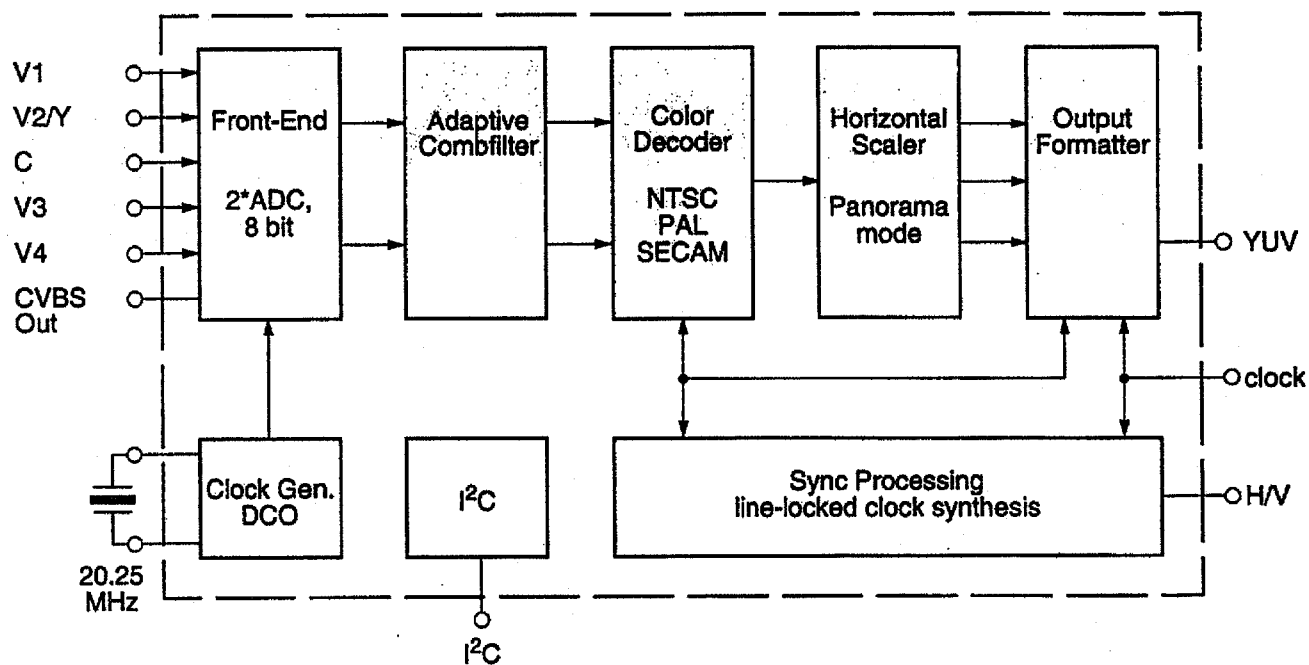 V1
V2/Y
C
V3
V4
CVBS
Out
Front-End
2*ADC,
8 bit
Adaptive
Combfilter
Color
Decoder
NTSC
PAL
SECAM
Horizontal
Scaler
Panorama
mode
Output
Formatter
YUV
clock
H/V
Clock Gen.
DCO
I²C
Sync Processing
line-locked clock synthesis
20.25
MHz
I²C